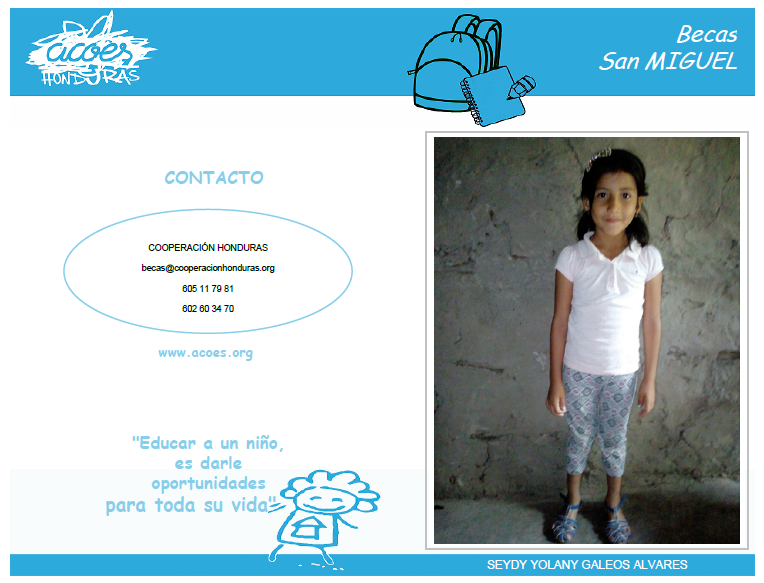 acoes
HONDURAS
Becas
San MIGUEL
CONTACTO
COOPERACIÓN HONDURAS
becas@cooperacionhonduras.org
605 11 79 81
602 60 34 70
www.acoes.org
"Educar a un niño,
es darle
oportunidades
para toda su vida"
SEYDY YOLANY GALEOS ALVARES